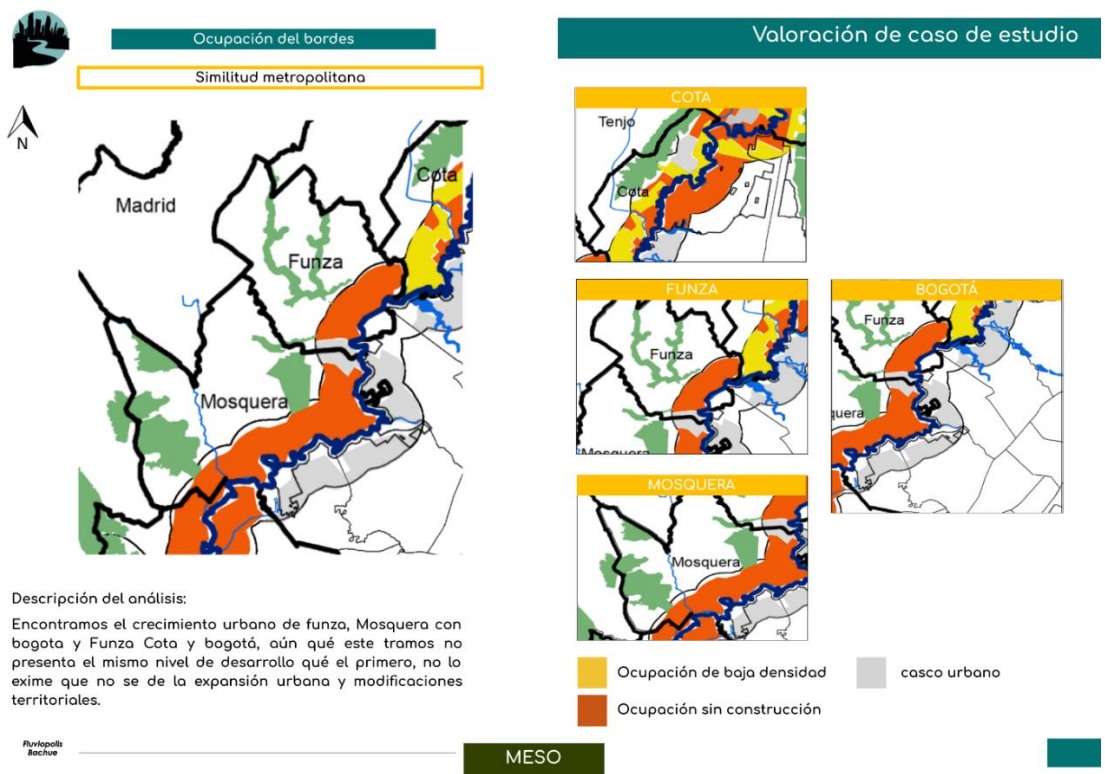 Ocupación del bordes
Similitud metropolitana
N
Madrid
Funza
Cota
Mosquera
Descripción del análisis:
Encontramos el crecimiento urbano de funza, Mosquera con
bogota y Funza Cota y bogotá, aún qué este tramos no
presenta el mismo nivel de desarrollo qué el primero, no lo
exime que no se de la expansión urbana y modificaciones
territoriales.
Fluviopolis
Bachue
MESO
Valoración de caso de estudio
COTA
Tenjo
Cota
FUNZA
Funza
Mosquera
BOGOTÁ
Funza
quera
MOSQUERA
Mosquera
Ocupación de baja densidad
casco urbano
Ocupación sin construcción